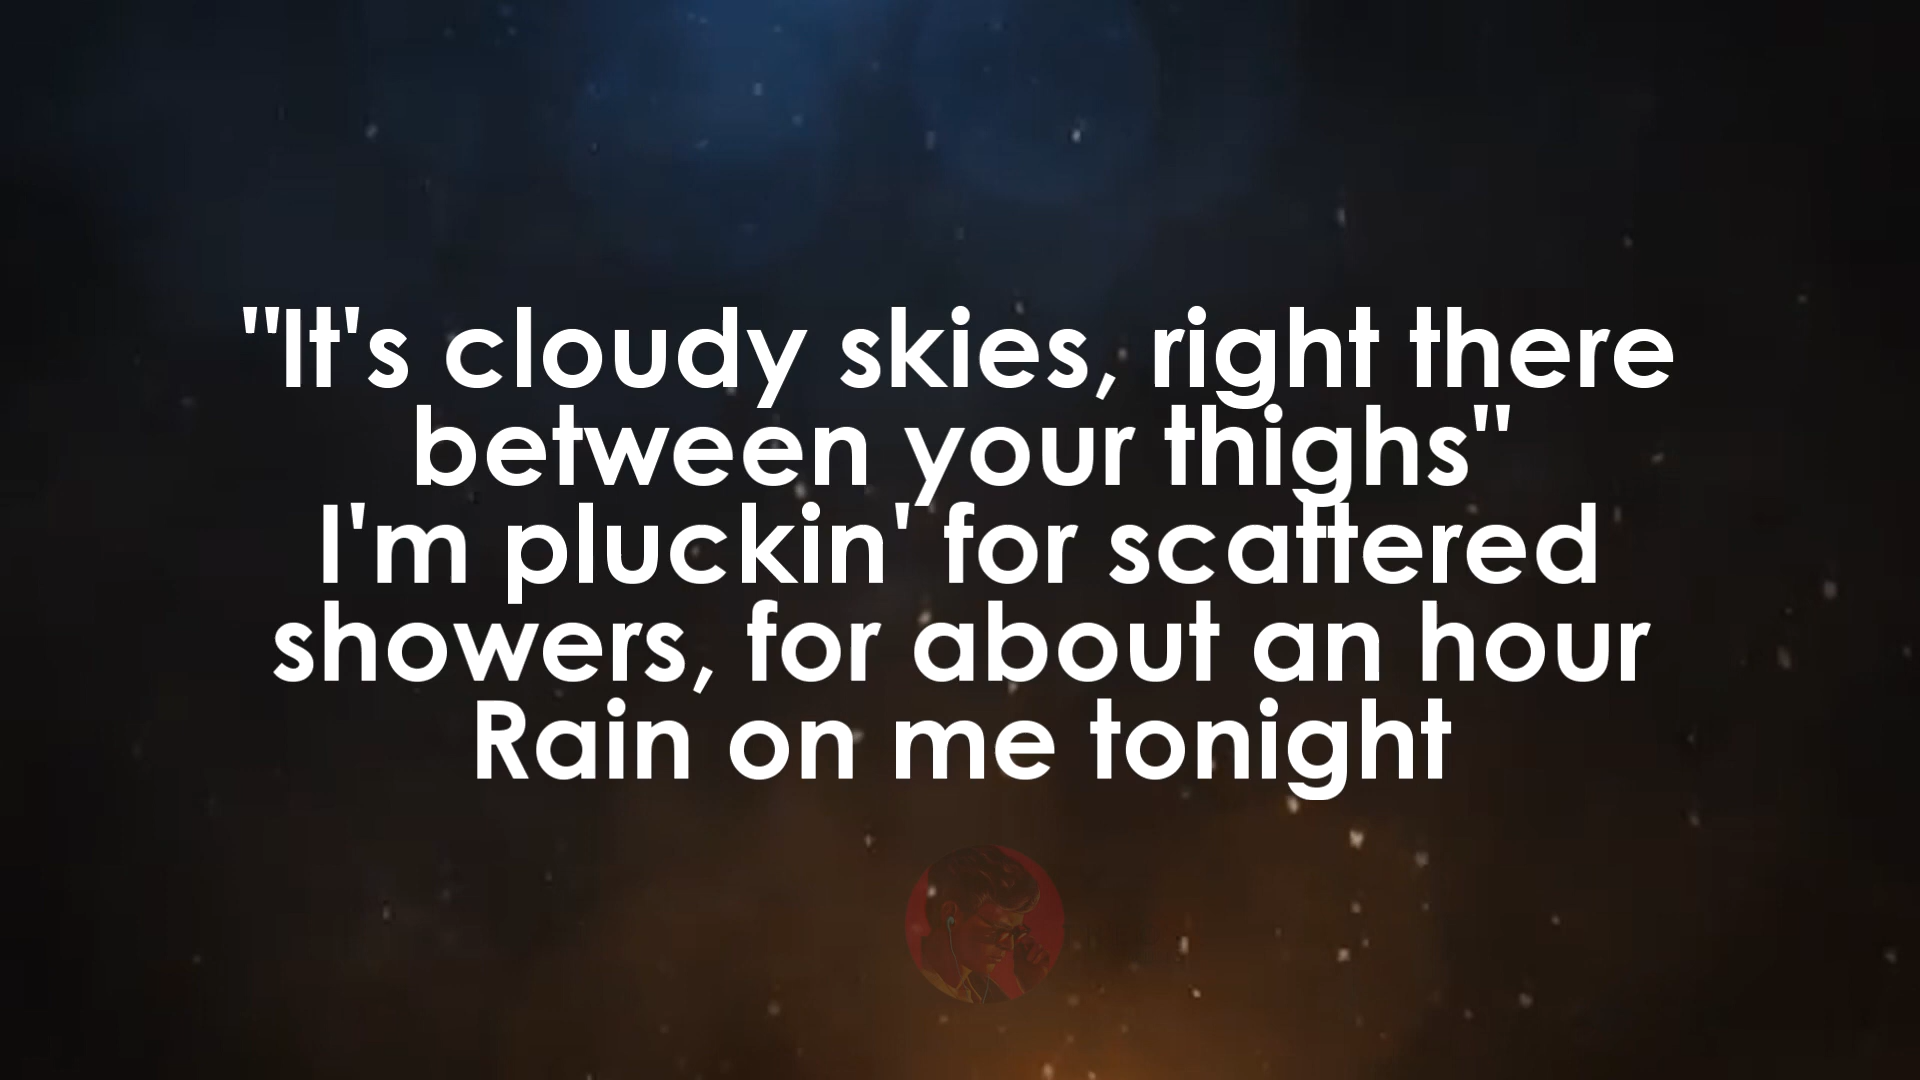 "It's cloudy skies, right there
between your thighs"
I'm pluckin' for scattered
showers, for about an hour
Rain on me tonight